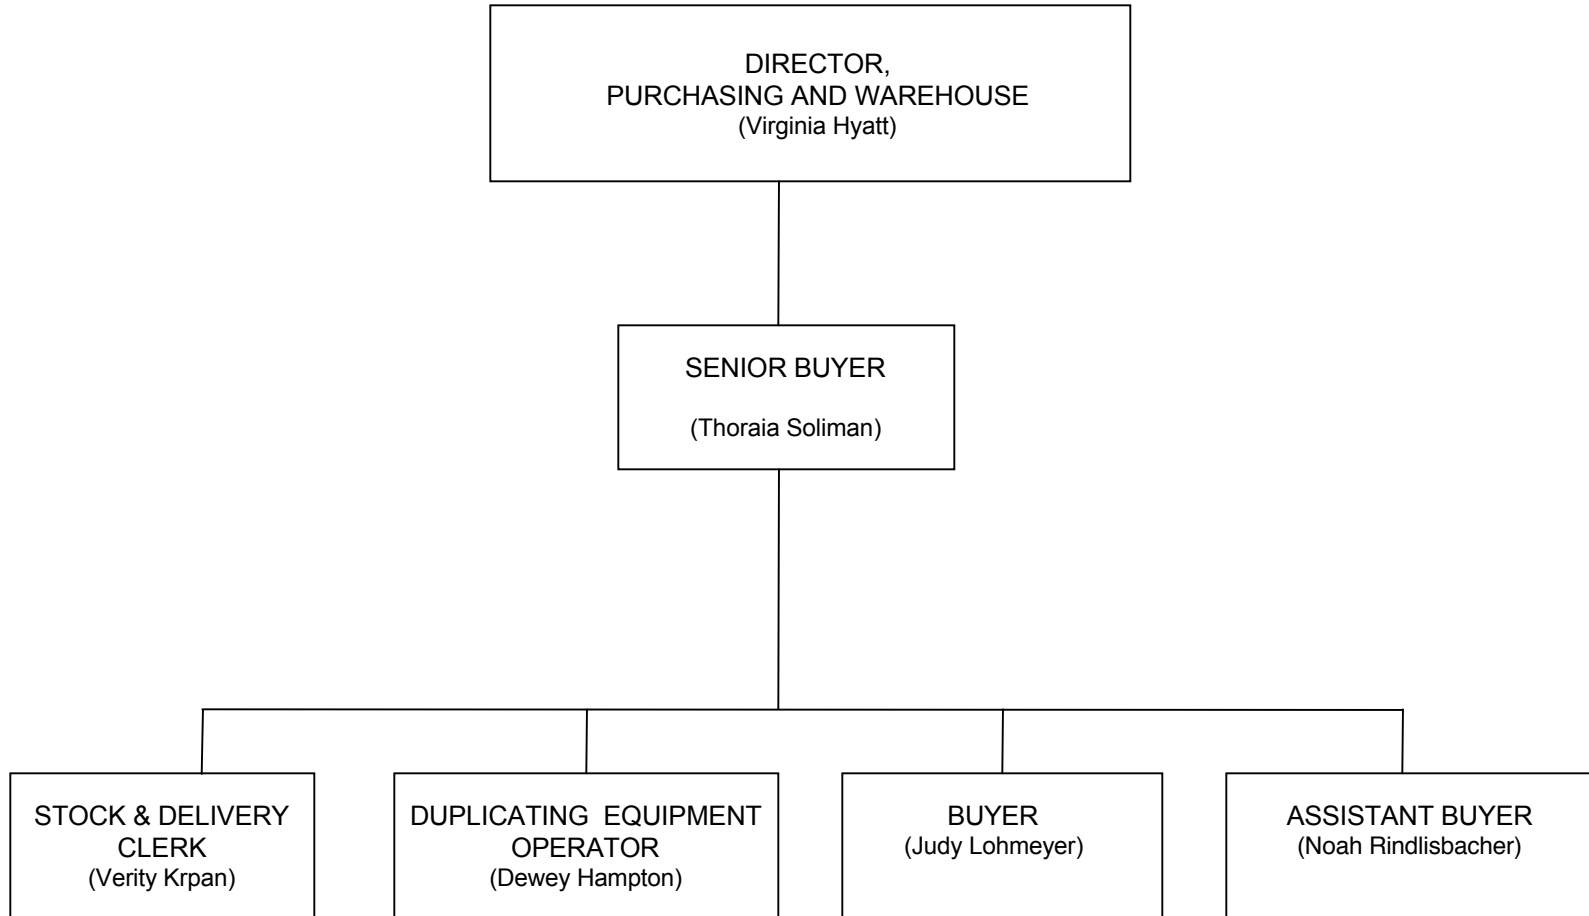 DIRECTOR,
PURCHASING AND WAREHOUSE
(Virginia Hyatt)
SENIOR BUYER
(Thoraia Soliman)
STOCK & DELIVERY
CLERK
(Verity Krpan)
DUPLICATING EQUIPMENT
OPERATOR
(Dewey Hampton)
BUYER
(Judy Lohmeyer)
ASSISTANT BUYER
(Noah Rindlisbacher)